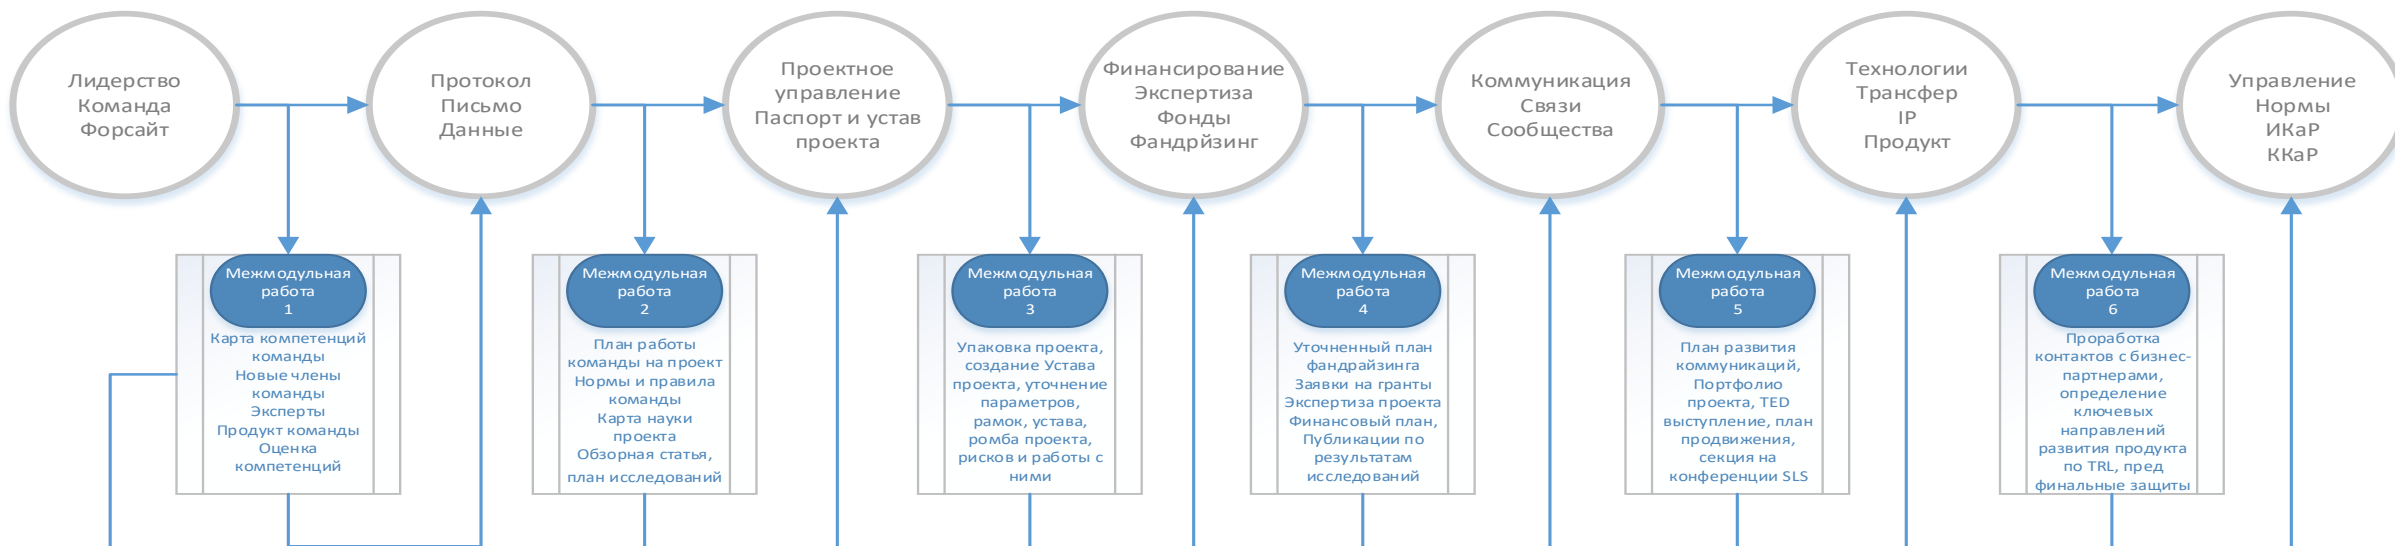 Лидерство
Команда
Форсайт
Протокол
Письмо
Данные
Проектное
управление
Паспорт и устав
проекта
Финансирование
Экспертиза
Фонды
Фандрйзинг
Коммуникация
Связи
Сообщества
Технологии
Трансфер
IP
Продукт
Управление
Нормы
ИКаР
ККаР
Межмодульная
работа
1
Карта компетенций
команды
Новые члены
команды
Эксперты
Продукт команды
Оценка
компетенций
Межмодульная
работа
2
План работы
команды на проект
Нормы и правила
команды
Карта науки
проекта
Обзорная статья,
план исследований
Межмодульная
работа
3
Упаковка проекта,
создание Устава
проекта, уточнение
параметров,
рамок, устава,
ромба проекта,
рисков и работы с
ними
Межмодульная
работа
4
Уточненный план
фандрайзинга
Заявки на гранты
Экспертиза проекта
Финансовый план,
Публикации по
результатам
исследований
Межмодульная
работа
5
План развития
коммуникаций,
Портфолио
проекта, TED
выступление, план
продвижения,
секция на
конференции SLS
Межмодульная
работа
6
Проработка
контактов с бизнес-
партнерами,
определение
ключевых
направлений
развития продукта
по TRL, пред
финальные защиты